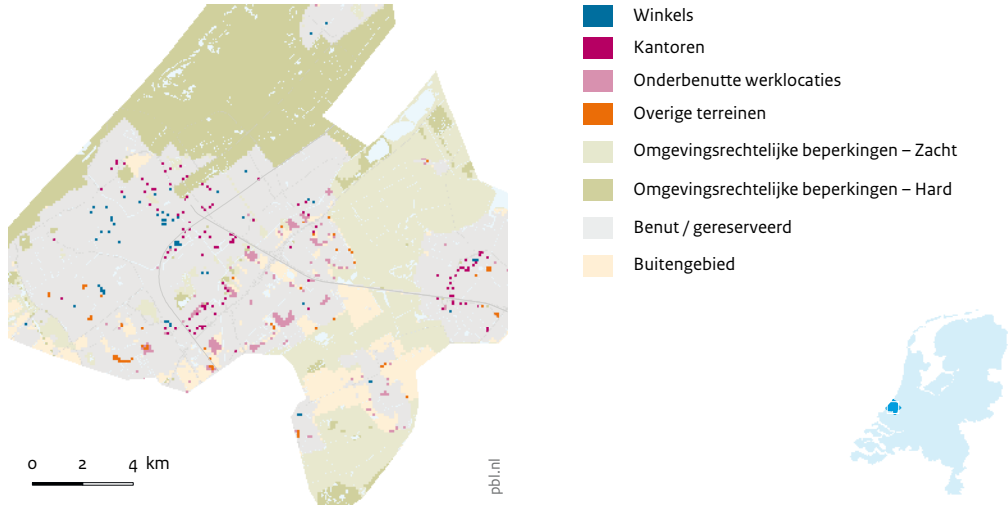 Winkels
Kantoren
Onderbenutte werklocaties
Overige terreinen
Omgevingsrechtelijke beperkingen – Zacht
Omgevingsrechtelijke beperkingen – Hard
Benut / gereserveerd
Buitengebied
0 2 4 km
pbl.nl